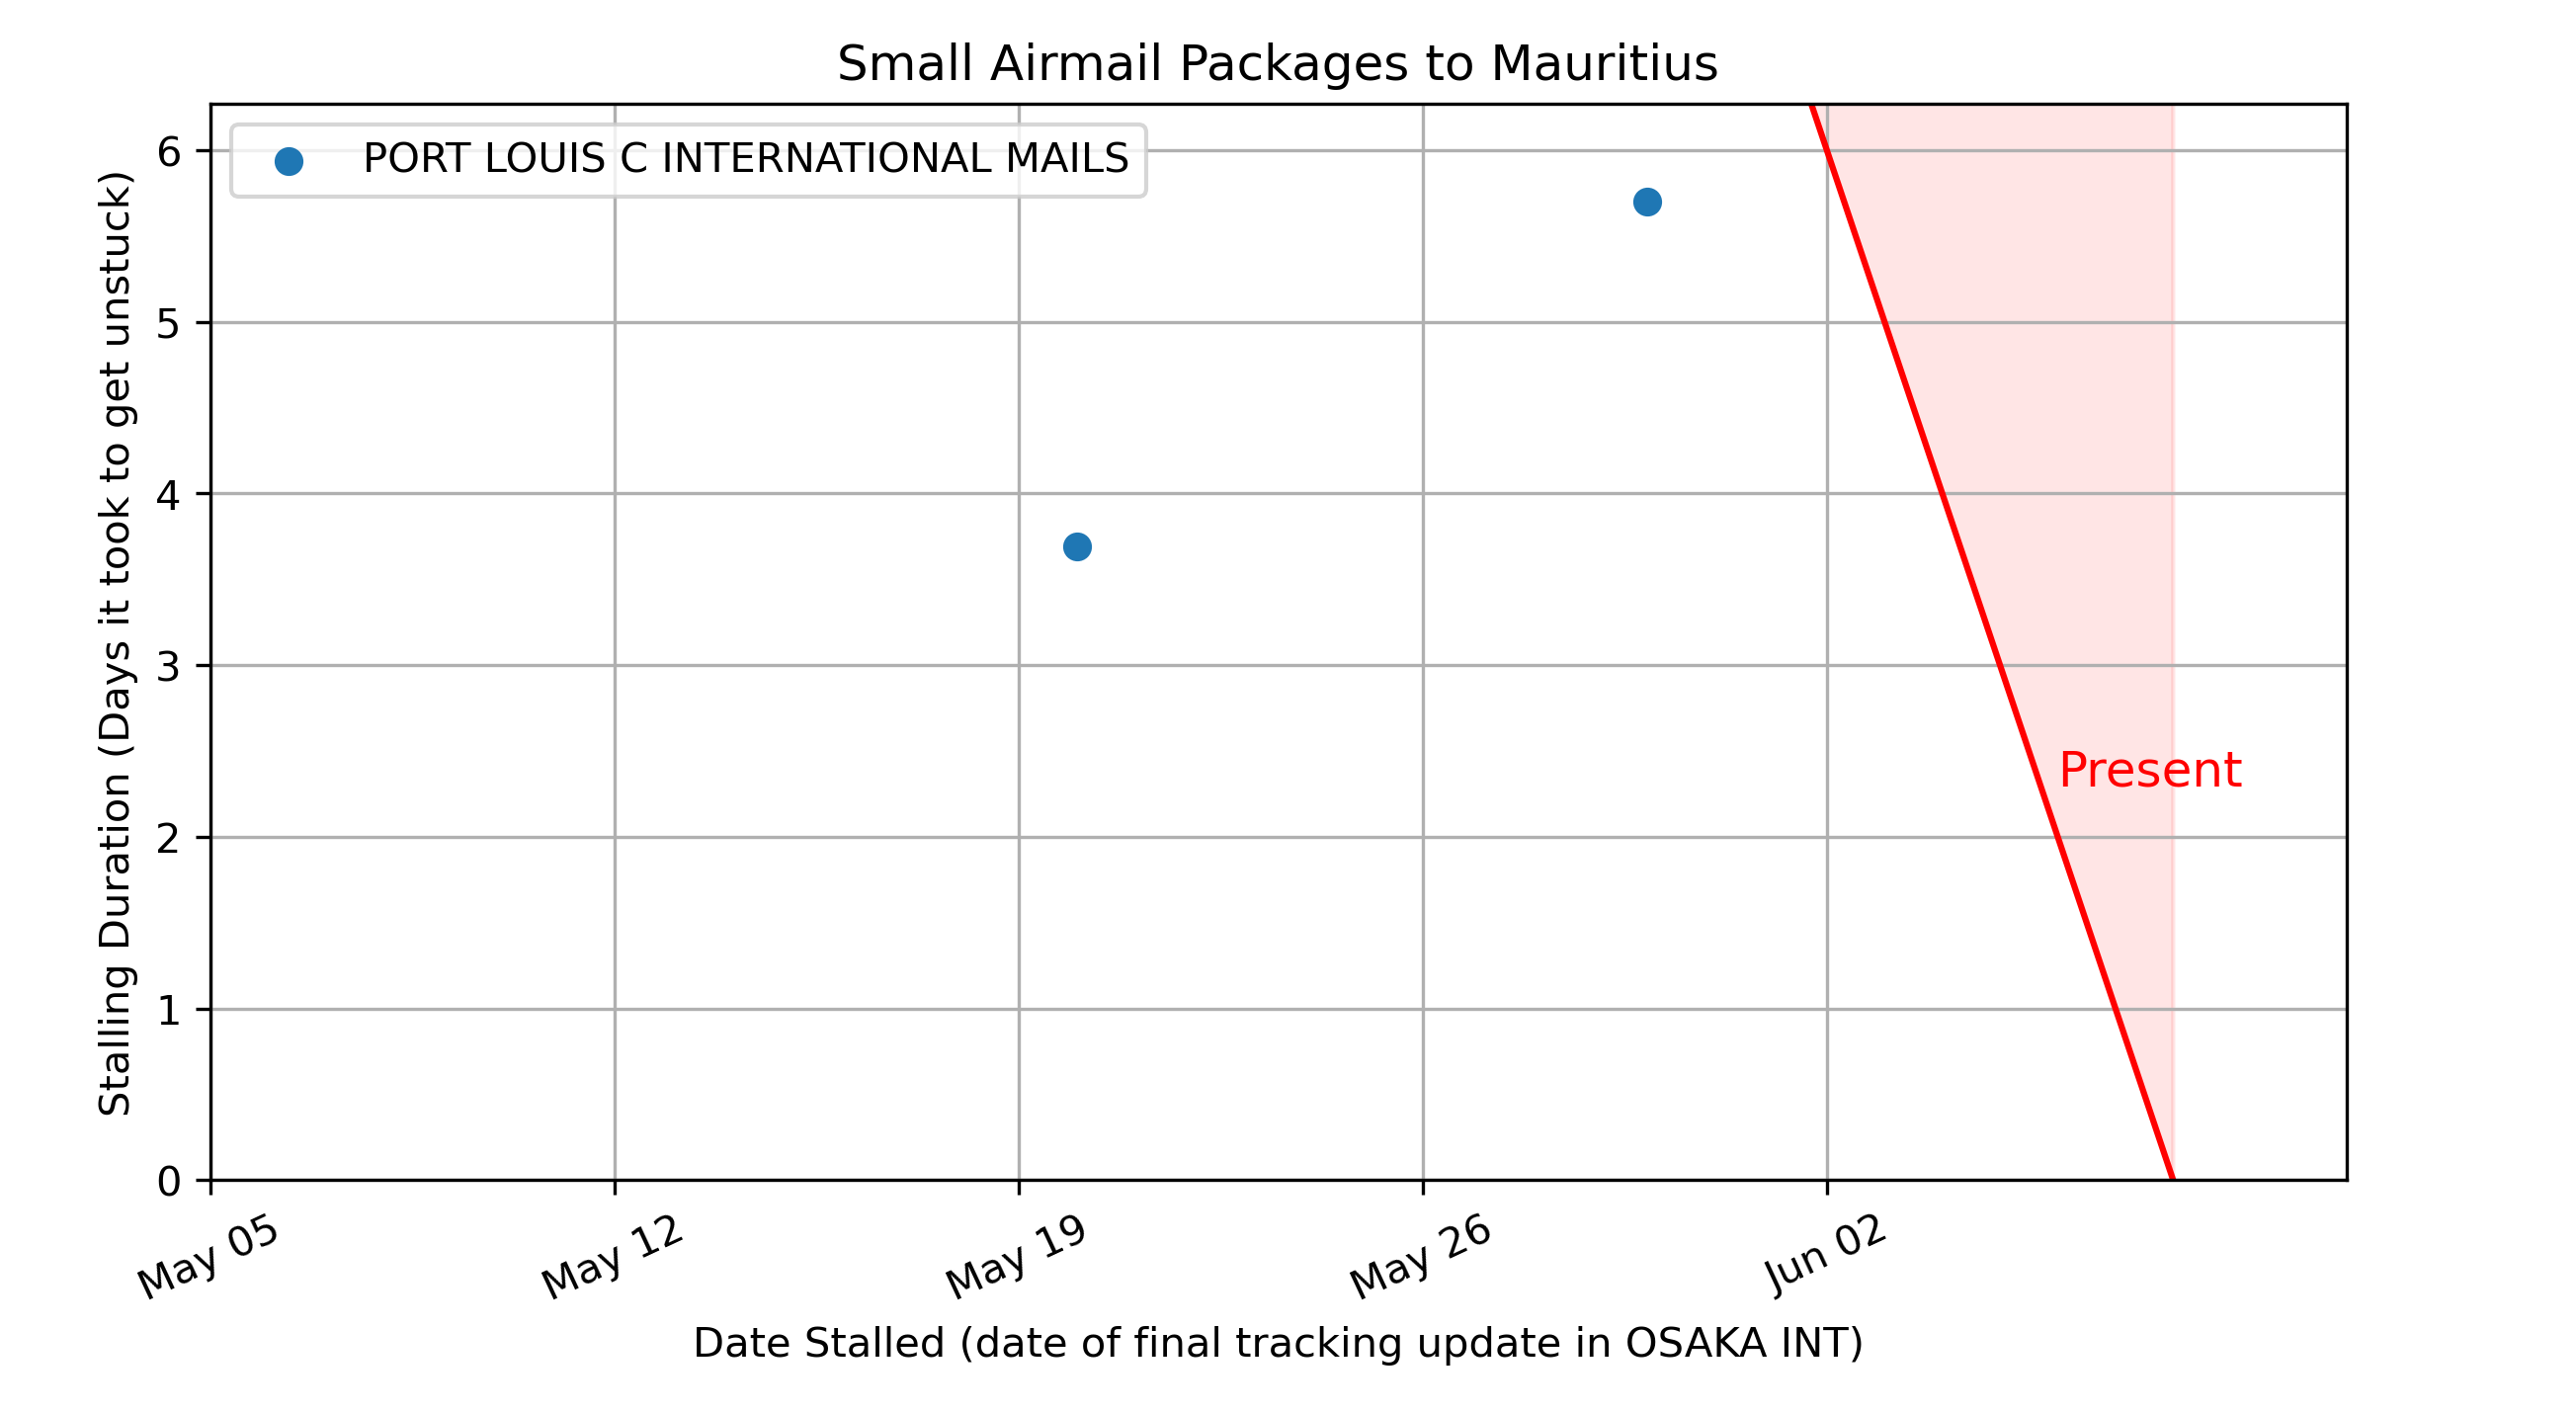 Small Airmail Packages to Mauritius
PORT LOUIS C INTERNATIONAL MAILS
Stalling Duration (Days it took to get unstuck)
6
5
4
3
2
1
0
Present
May 05
May 12
May 19
May 26
Jun 02
Date Stalled (date of final tracking update in OSAKA INT)